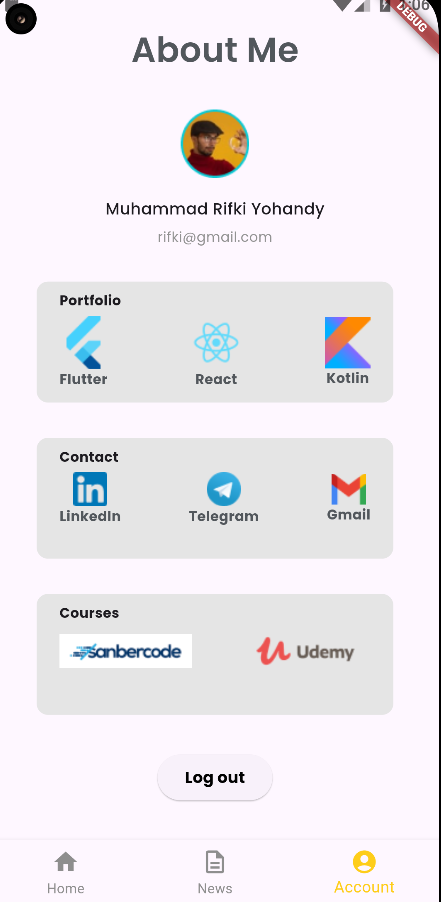 :06
DEBUG
About Me
Muhammad Rifki Yohandy
rifki@gmail.com
Portfolio
Flutter React Kotlin
Contact
in
LinkedIn Telegram Gmail
Courses
sanbercode Udemy
Log out
Home News Account